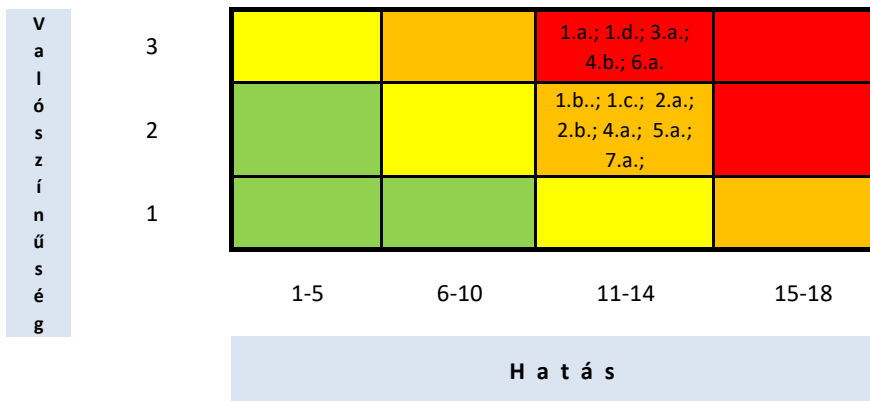 Valószínűség
3
1.a.; 1.d.; 3.a.;
4.b.; 6.a.
2
1.b..; 1.c.; 2.a.;
2.b.; 4.a.; 5.a.;
7.a.;
1
1-5 6-10 11-14 15-18
H a t á s